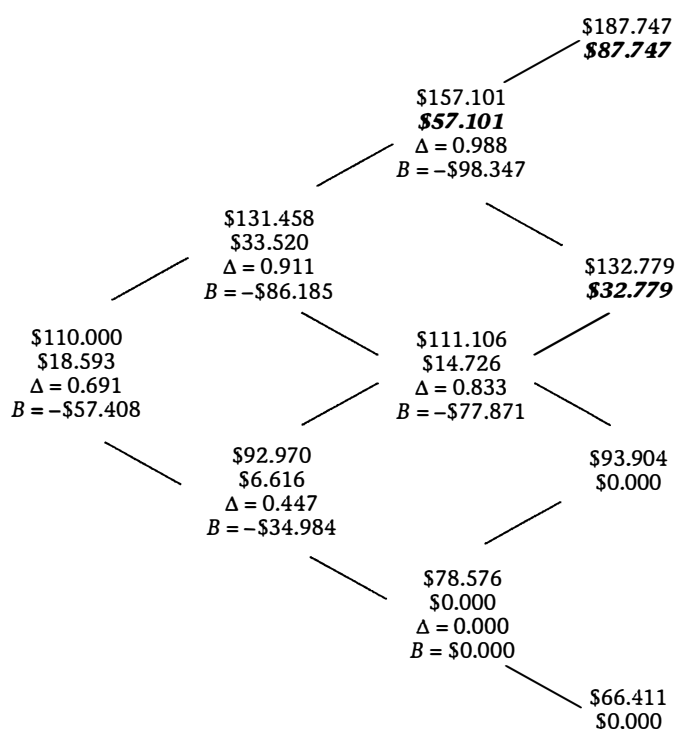 $187.747
$87.747
$157.101
$57.101
Δ = 0.988
B = –$98.347
$131.458
$33.520
Δ = 0.911
B = –$86.185
$132.779
$32.779
$110.000
$18.593
Δ = 0.691
B = –$57.408
$111.106
$14.726
Δ = 0.833
B = –$77.871
$92.970
$6.616
Δ = 0.447
B = –$34.984
$93.904
$0.000
$78.576
$0.000
Δ = 0.000
B = $0.000
$66.411
$0.000